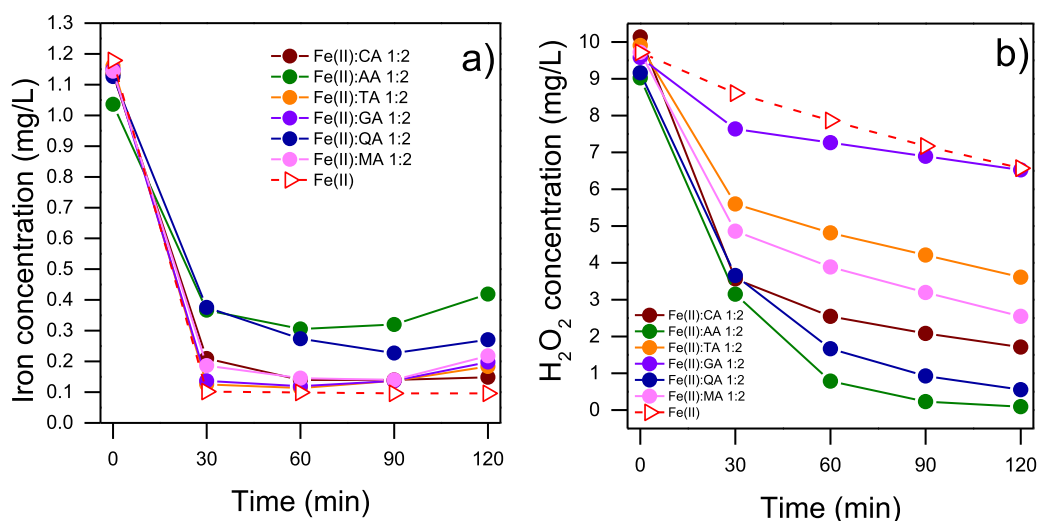 a)
Iron concentration (mg/L)
1.3
1.2
1.1
1.0
0.9
0.8
0.7
0.6
0.5
0.4
0.3
0.2
0.1
0.0
Fe(II):CA 1:2
Fe(II):AA 1:2
Fe(II):TA 1:2
Fe(II):GA 1:2
Fe(II):QA 1:2
Fe(II):MA 1:2
Fe(II)
0 30 60 90 120
Time (min)
b)
H₂O₂ concentration (mg/L)
10
9
8
7
6
5
4
3
2
1
0
Fe(II):CA 1:2
Fe(II):AA 1:2
Fe(II):TA 1:2
Fe(II):GA 1:2
Fe(II):QA 1:2
Fe(II):MA 1:2
Fe(II)
0 30 60 90 120
Time (min)